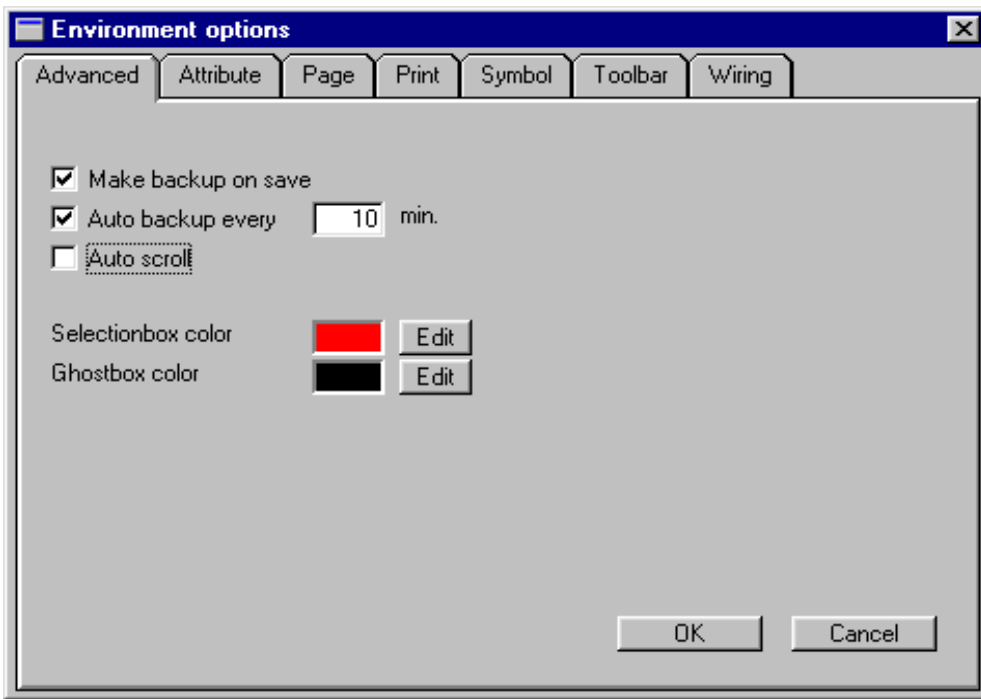 Environment options
Advanced Attribute Page Print Symbol Toolbar Wiring
Make backup on save
Auto backup every 10 min.
Auto scroll
Selectionbox color Edit
Ghostbox color Edit
OK Cancel